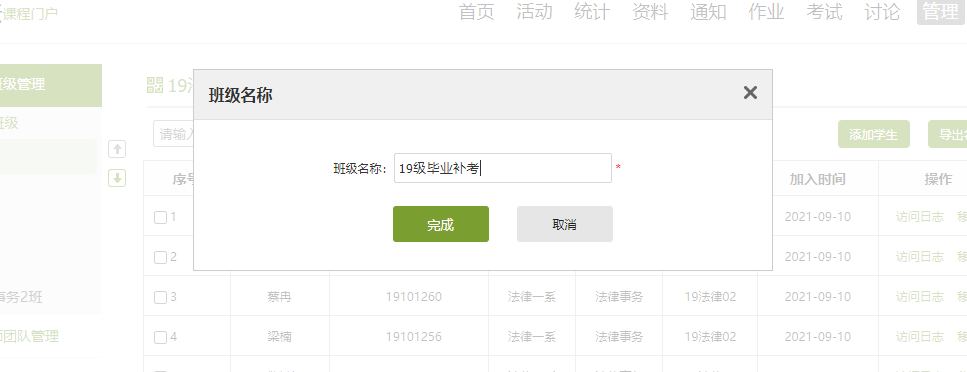 课程门户
首页 活动 统计 资料 通知 作业 考试 讨论 管理
班级管理
19法
班级名称
班级
请输入
添加学生 导出
班级名称： 19级毕业补考 *
序号 加入时间 操作
完成 取消
1 2021-09-10 访问日志 移
2 2021-09-10 访问日志 移
事务2班
3 蔡冉 19101260 法律一系 法律事务 19法律02 2021-09-10 访问日志 移
团队管理
4 梁楠 19101256 法律一系 法律事务 19法律02 2021-09-10 访问日志 移